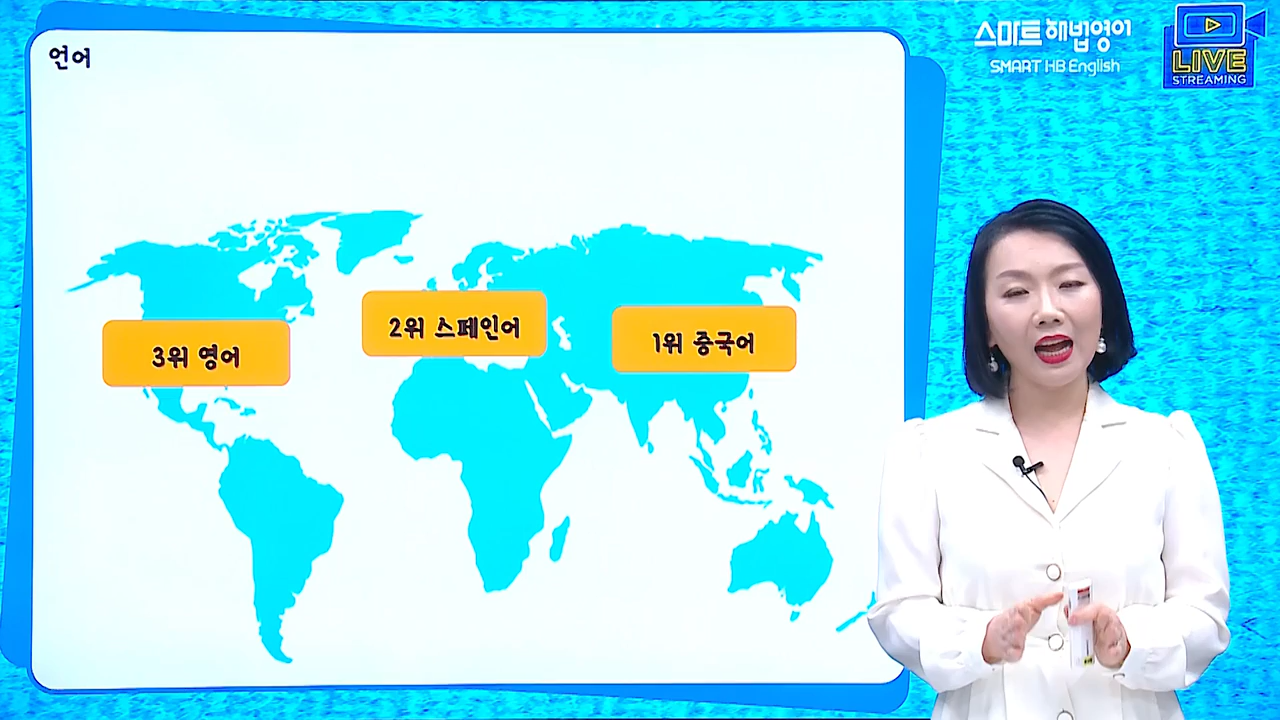 언어
스마트 해법영어
SMART HB English
LIVE
STREAMING
3위 영어
2위 스페인어
1위 중국어